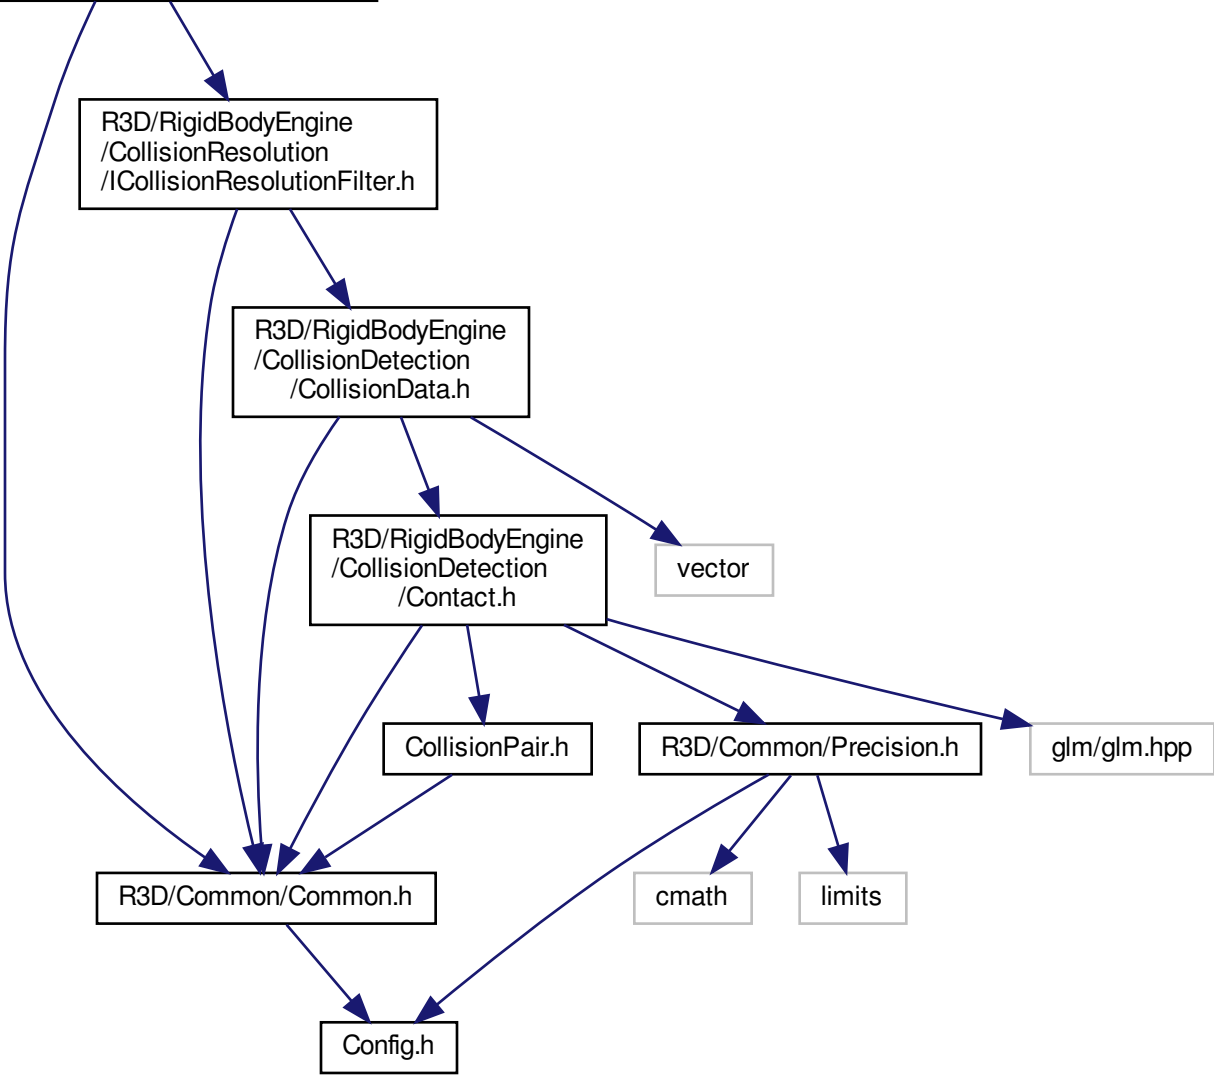 R3D/RigidBodyEngine
/CollisionResolution
/ICollisionResolutionFilter.h
R3D/RigidBodyEngine
/CollisionDetection
/CollisionData.h
R3D/RigidBodyEngine
/CollisionDetection
/Contact.h
vector
CollisionPair.h
R3D/Common/Precision.h
glm/glm.hpp
R3D/Common/Common.h
cmath
limits
Config.h